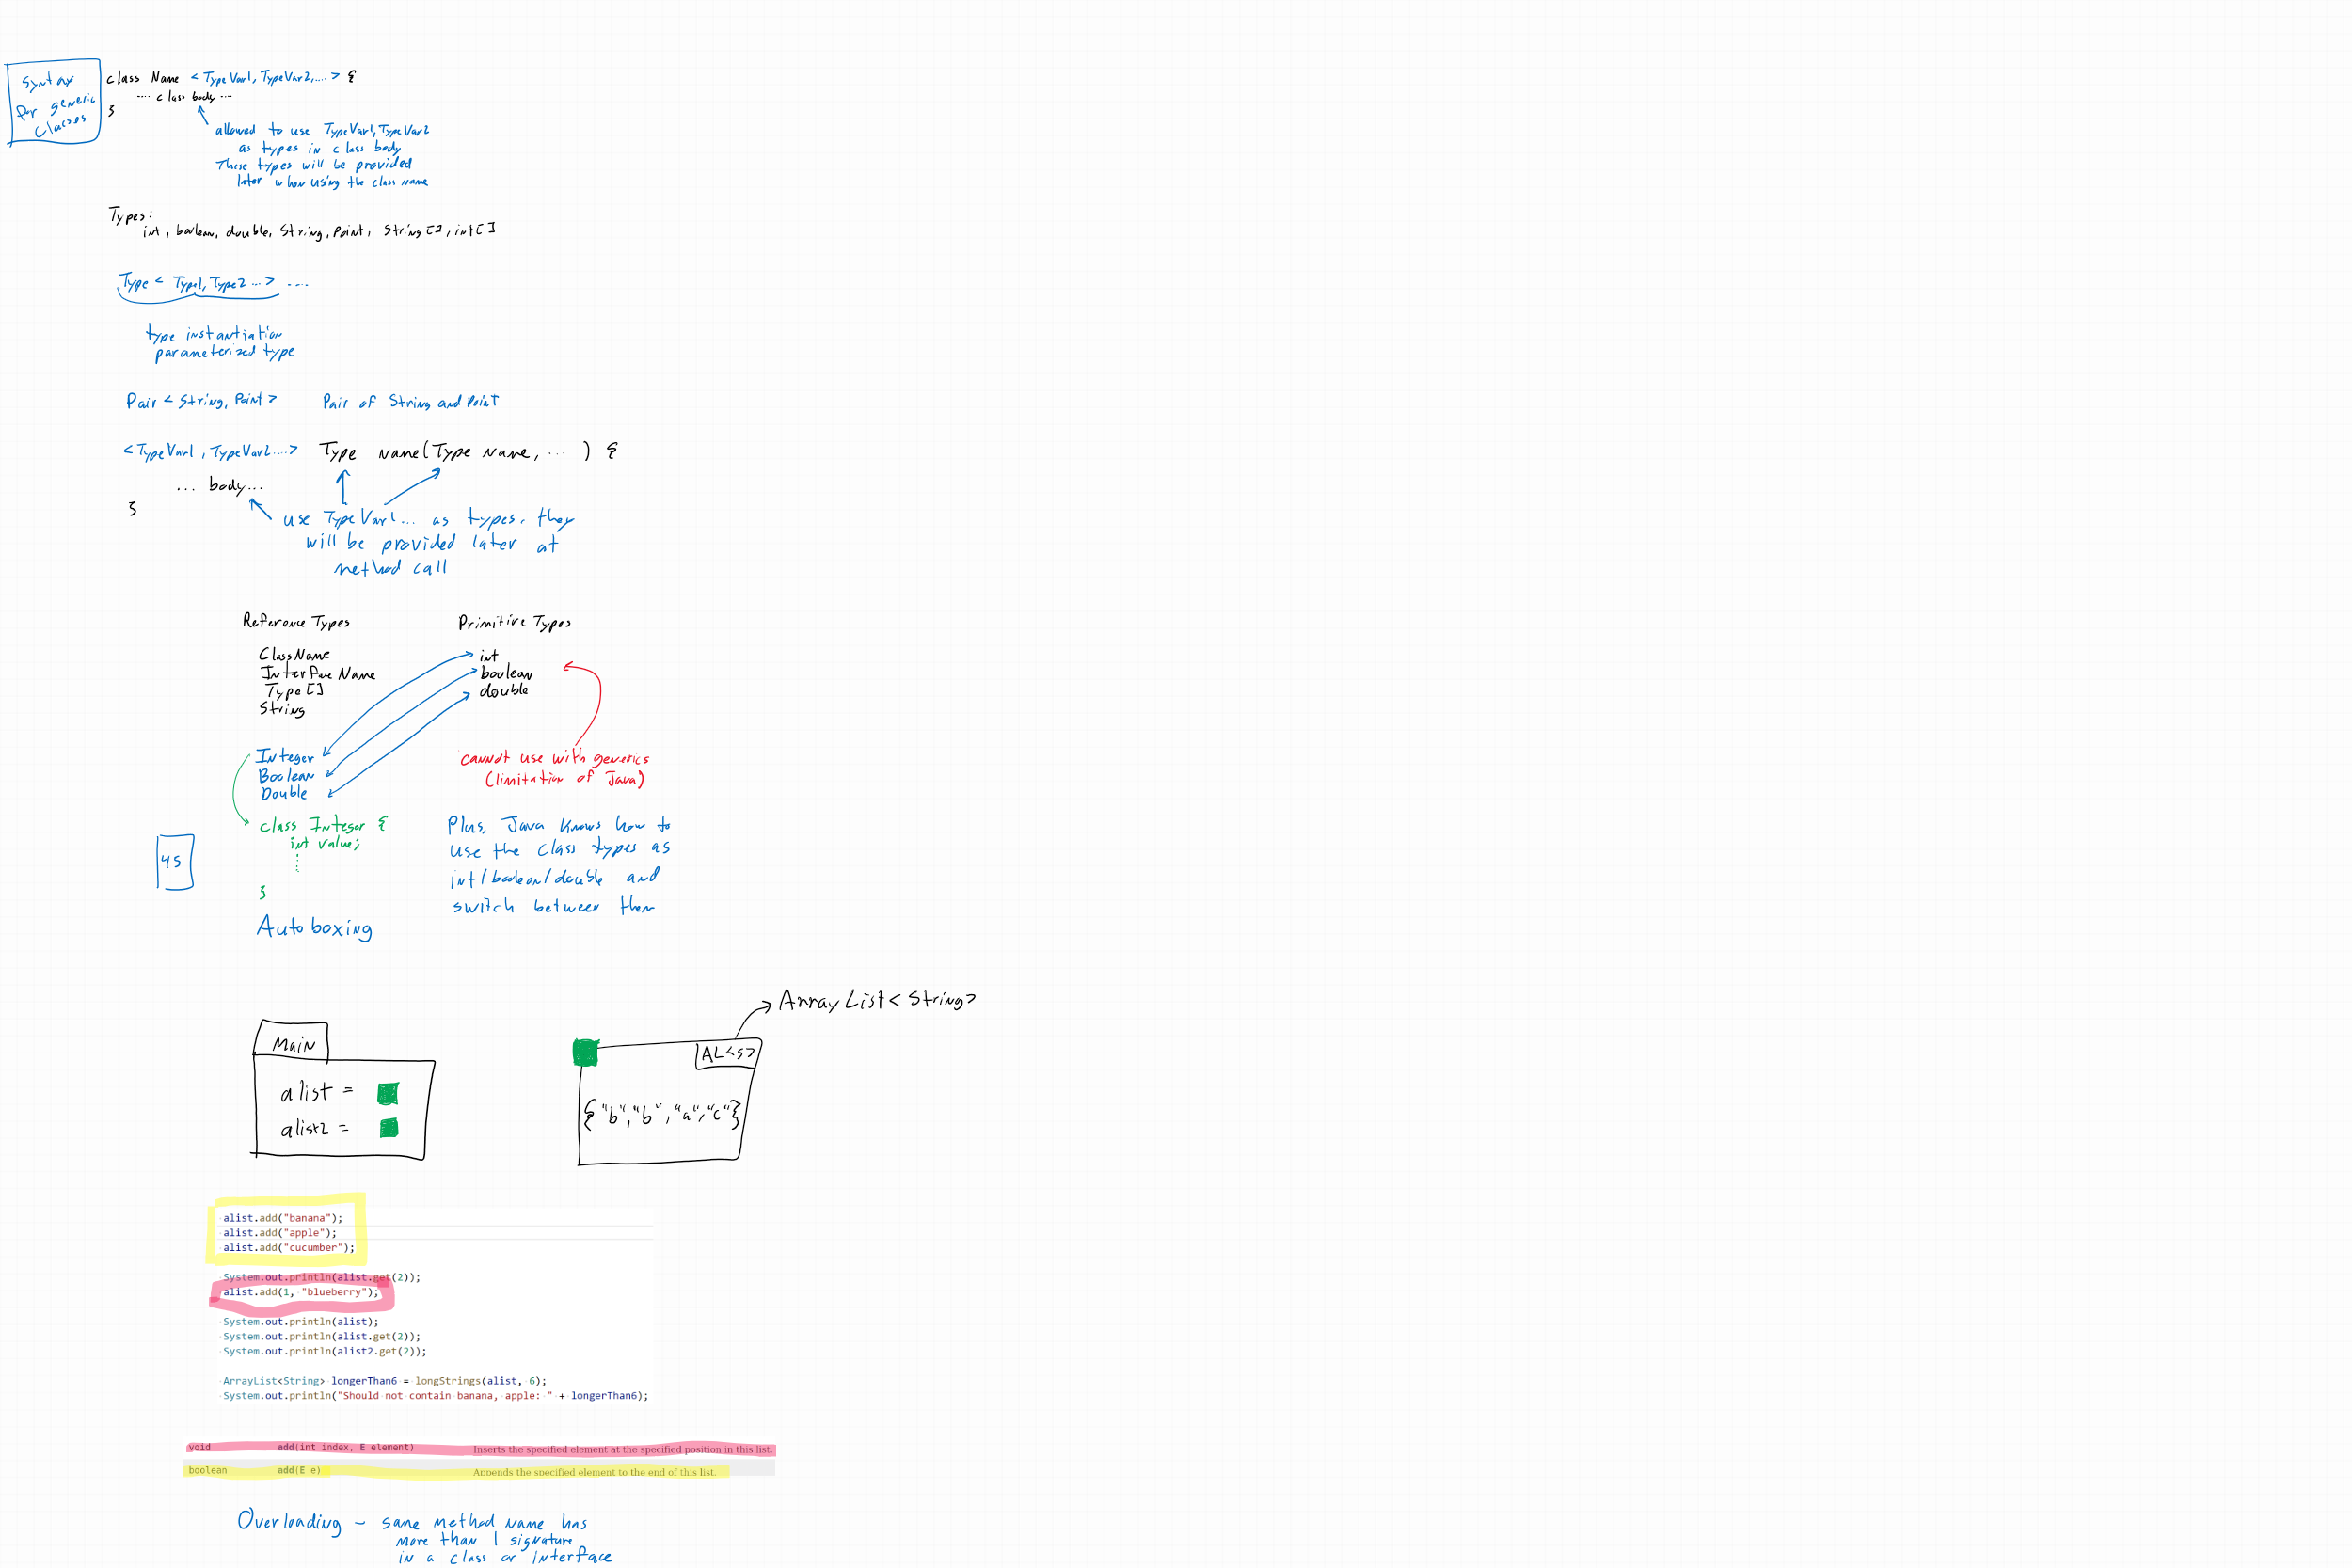 Syntax
for generic
classes
class Name <TypeVar1, TypeVar2,....> {
.... class body ....
}
allowed to use TypeVar1, TypeVar2
as types in class body
These types will be provided
later when using the class name
Types:
int, boolean, double, String, Point, String[], int[]
Type < Type1, Type2 ...> ....
type instantiation
parameterized type
Pair < String, Point >
Pair of String and Point
<TypeVar1, TypeVar2....> Type name(Type name, ... ) {
... body...
}
use TypeVar1... as types, they
will be provided later at
method call
Reference Types
ClassName
InterfaceName
Type[]
String
Integer
Boolean
Double
class Integer {
int value;
⋮
}
Autoboxing
Primitive Types
int
boolean
double
cannot use with generics
(limitation of Java)
Plus, Java knows how to
use the class types as
int/boolean/double and
switch between them
45
Main
alist =
alist2 =
ArrayList<String>
AL<S>
{"b","b","a","c"}
alist.add("banana");
alist.add("apple");
alist.add("cucumber");
System.out.println(alist.get(2));
alist.add(1, "blueberry");
System.out.println(alist);
System.out.println(alist.get(2));
System.out.println(alist2.get(2));
ArrayList<String> longerThan6 = longStrings(alist, 6);
System.out.println("Should not contain banana, apple: " + longerThan6);
void add(int index, E element) Inserts the specified element at the specified position in this list.
boolean add(E e) Appends the specified element to the end of this list.
Overloading - same method name has
more than 1 signature
in a class or interface